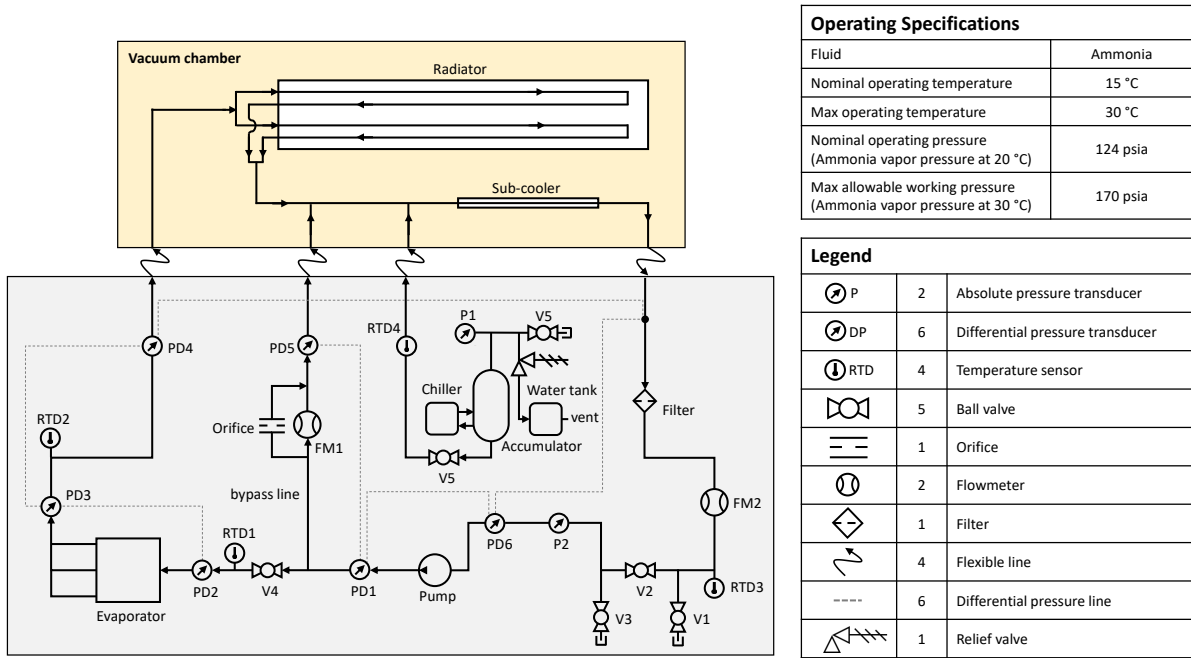 Vacuum chamber
Radiator
Sub-cooler
PD4
PD5
RTD4
P1
V5
Chiller
Water tank
vent
Accumulator
V5
Filter
RTD2
Orifice
FM1
PD3
bypass line
FM2
RTD1
PD6
P2
Evaporator
PD2
V4
PD1
Pump
V2
RTD3
V3
V1
Operating Specifications
Fluid Ammonia
Nominal operating temperature 15 °C
Max operating temperature 30 °C
Nominal operating pressure
(Ammonia vapor pressure at 20 °C) 124 psia
Max allowable working pressure
(Ammonia vapor pressure at 30 °C) 170 psia
Legend
P 2 Absolute pressure transducer
DP 6 Differential pressure transducer
RTD 4 Temperature sensor
5 Ball valve
1 Orifice
2 Flowmeter
1 Filter
4 Flexible line
6 Differential pressure line
1 Relief valve